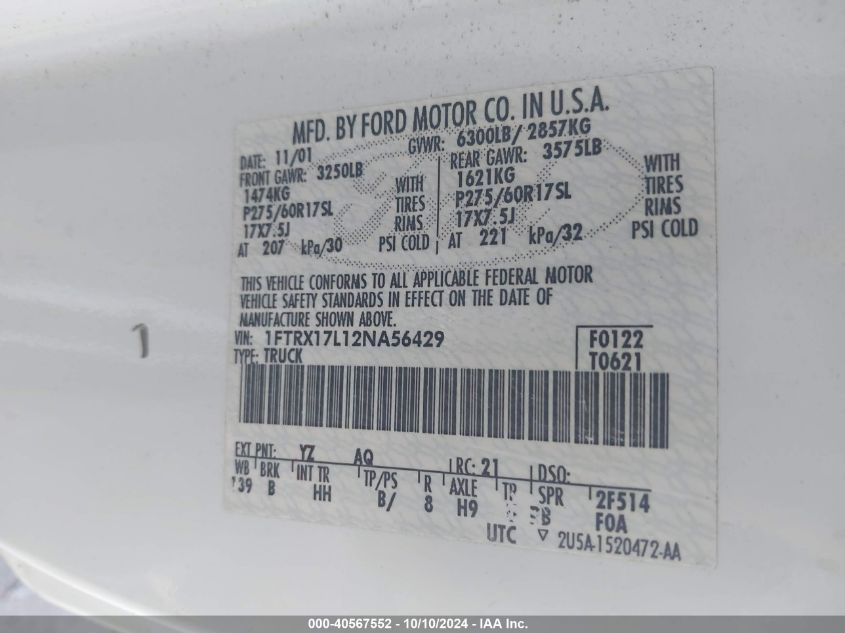 MFD. BY FORD MOTOR CO. IN U.S.A.
DATE: 11/01 GVWR: 6300LB/ 2857KG
FRONT GAWR: 3250LB REAR GAWR: 3575LB
1474KG WITH 1621KG WITH
P275/60R17SL TIRES P275/60R17SL TIRES
17X7.5J RIMS 17X7.5J RIMS
AT 207 kPa/30 PSI COLD AT 221 kPa/32 PSI COLD
THIS VEHICLE CONFORMS TO ALL APPLICABLE FEDERAL MOTOR
VEHICLE SAFETY STANDARDS IN EFFECT ON THE DATE OF
MANUFACTURE SHOWN ABOVE.
VIN: 1FTRX17L12NA56429 F0122
TYPE: TRUCK T0621
EXT PNT: YZ AQ RC: 21 DSO:
WB BRK INT TR TP/PS R AXLE TR SPR 2F514
39 B HH B/ 8 H9 B F0A
UTC ▽ 2U5A-1520472-AA
1
000-40567552 - 10/10/2024 - IAA Inc.